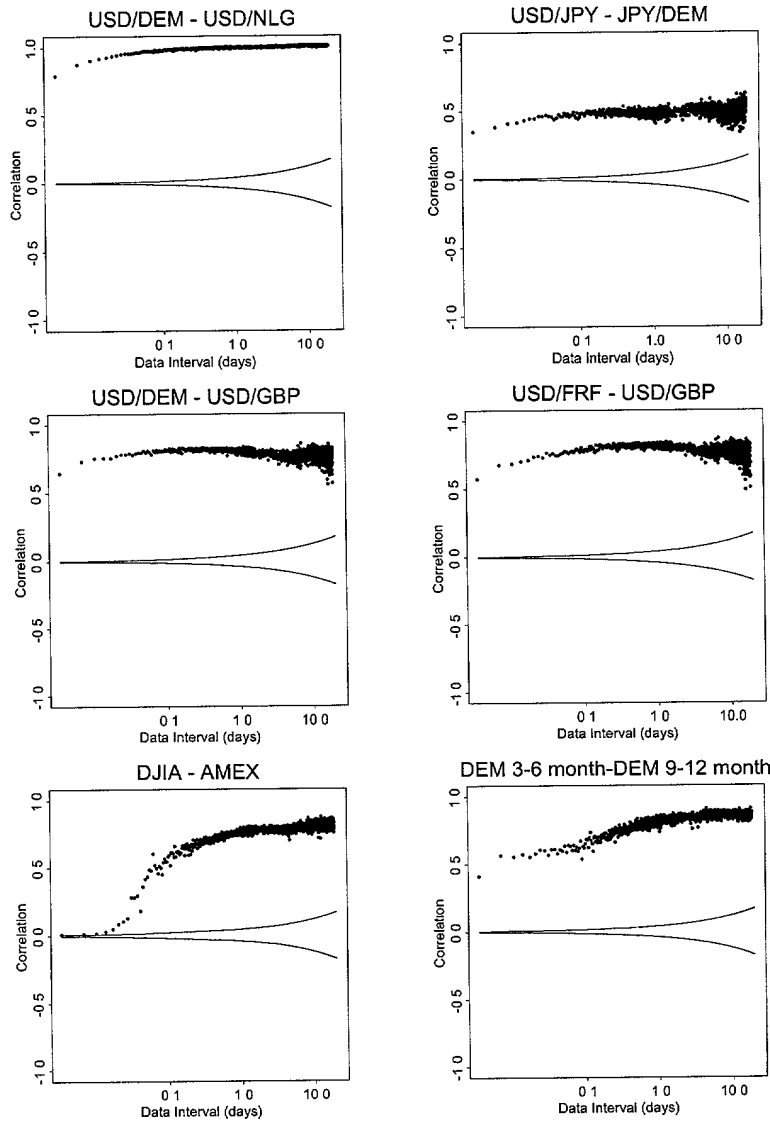 USD/DEM - USD/NLG
Correlation
1 0
0 5
0 0
-0 5
-1 0
0 1
1 0
10 0
Data Interval (days)
USD/JPY - JPY/DEM
Correlation
1 0
0 5
0 0
-0 5
-1 0
0 1
1.0
10 0
Data Interval (days)
USD/DEM - USD/GBP
Correlation
1 0
0 5
0 0
-0 5
-1 0
0 1
1 0
10 0
Data Interval (days)
USD/FRF - USD/GBP
Correlation
1 0
0 5
0 0
-0 5
-1 0
0 1
1 0
10.0
Data Interval (days)
DJIA - AMEX
Correlation
1 0
0.5
0 0
-0 5
-1 0
0 1
1 0
10 0
Data Interval (days)
DEM 3-6 month-DEM 9-12 month
Correlation
1 0
0 5
0 0
-0 5
-1 0
0 1
1 0
10 0
Data Interval (days)